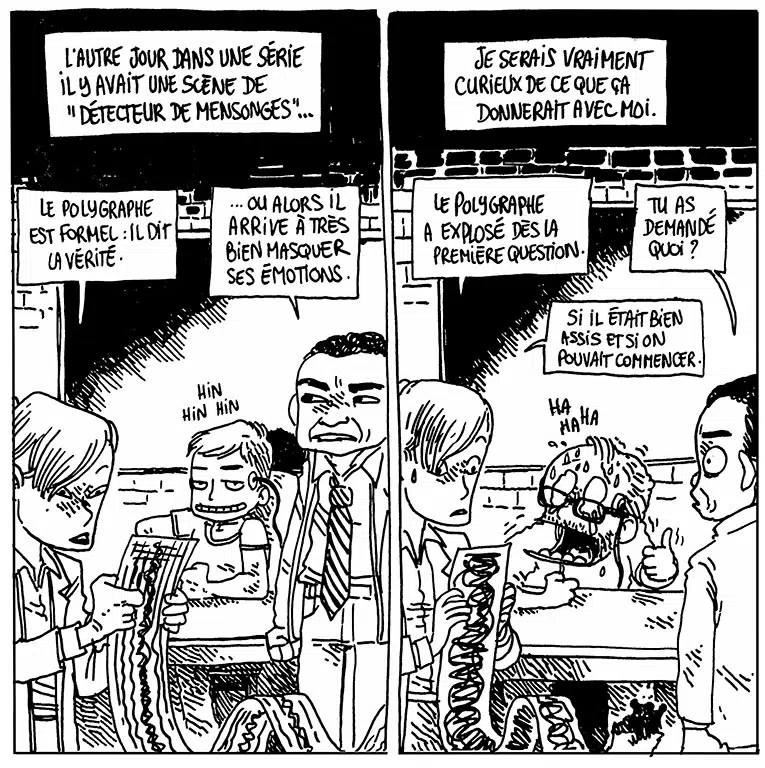 L'AUTRE JOUR DANS UNE SÉRIE
IL Y AVAIT UNE SCÈNE DE
"DÉTECTEUR DE MENSONGES"...
LE POLYGRAPHE
EST FORMEL : IL DIT
LA VÉRITÉ.
... OU ALORS IL
ARRIVE À TRÈS
BIEN MASQUER
SES ÉMOTIONS.
HIN
HIN HIN
JE SERAIS VRAIMENT
CURIEUX DE CE QUE ÇA
DONNERAIT AVEC MOI.
LE POLYGRAPHE
A EXPLOSÉ DÈS LA
PREMIÈRE QUESTION.
TU AS
DEMANDÉ
QUOI ?
SI IL ÉTAIT BIEN
ASSIS ET SI ON
POUVAIT COMMENCER.
HA
HA HA